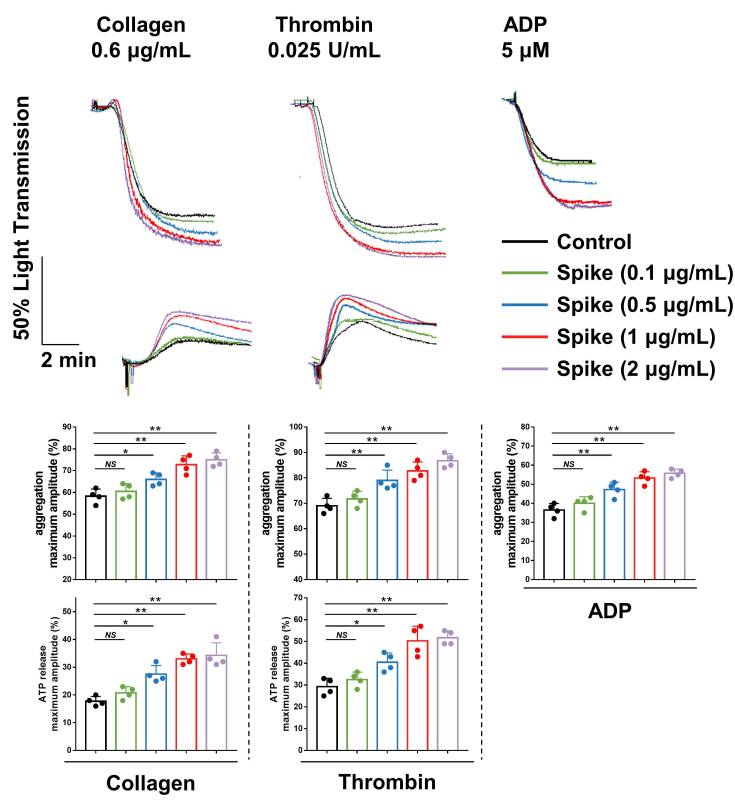 Collagen
0.6 µg/mL
Thrombin
0.025 U/mL
ADP
5 µM
50% Light Transmission
2 min
Control
Spike (0.1 µg/mL)
Spike (0.5 µg/mL)
Spike (1 µg/mL)
Spike (2 µg/mL)
aggregation
maximum amplitude (%)
90
80
70
60
50
40
30
20
**
**
*
NS
aggregation
maximum amplitude (%)
100
90
80
70
60
50
40
**
**
**
NS
aggregation
maximum amplitude (%)
80
70
60
50
40
30
20
10
0
**
**
**
NS
ADP
ATP release
maximum amplitude (%)
50
40
30
20
10
0
**
**
*
NS
Collagen
ATP release
maximum amplitude (%)
70
60
50
40
30
20
10
0
**
**
*
NS
Thrombin